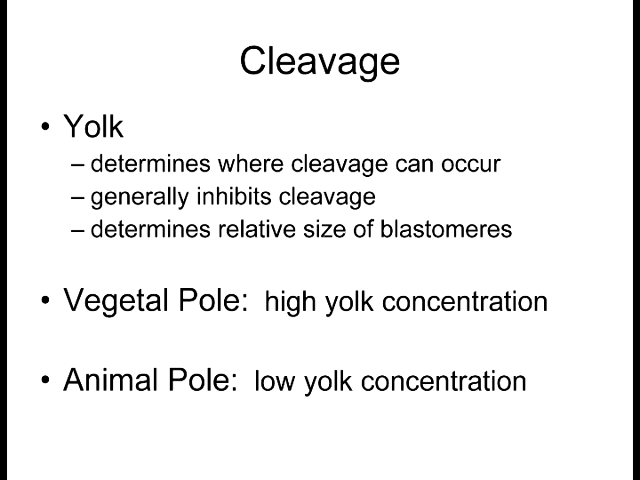 Cleavage
• Yolk
– determines where cleavage can occur
– generally inhibits cleavage
– determines relative size of blastomeres
• Vegetal Pole: high yolk concentration
• Animal Pole: low yolk concentration